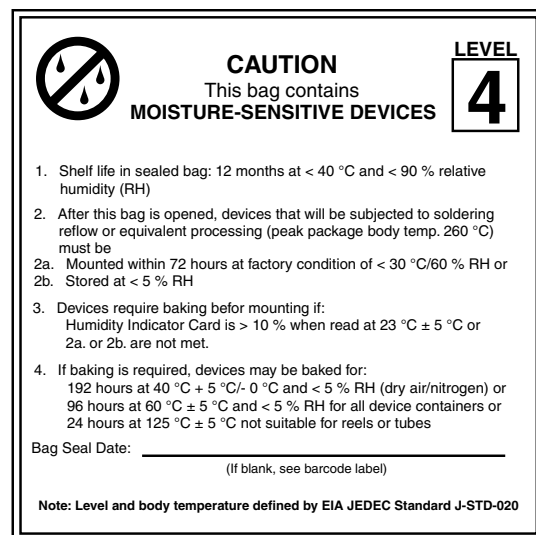 LEVEL
CAUTION
4
This bag contains
MOISTURE-SENSITIVE DEVICES
1. Shelf life in sealed bag: 12 months at < 40 °C and < 90 % relative
humidity (RH)
2. After this bag is opened, devices that will be subjected to soldering
reflow or equivalent processing (peak package body temp. 260 °C)
must be
2a. Mounted within 72 hours at factory condition of < 30 °C/60 % RH or
2b. Stored at < 5 % RH
3. Devices require baking befor mounting if:
Humidity Indicator Card is > 10 % when read at 23 °C ± 5 °C or
2a. or 2b. are not met.
4. If baking is required, devices may be baked for:
192 hours at 40 °C + 5 °C/- 0 °C and < 5 % RH (dry air/nitrogen) or
96 hours at 60 °C ± 5 °C and < 5 % RH for all device containers or
24 hours at 125 °C ± 5 °C not suitable for reels or tubes
Bag Seal Date:
(If blank, see barcode label)
Note: Level and body temperature defined by EIA JEDEC Standard J-STD-020